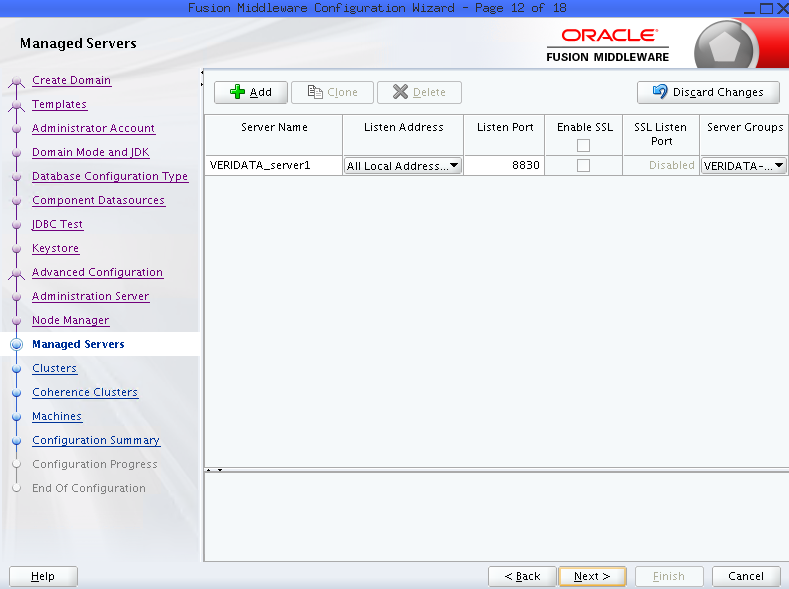 Fusion Middleware Configuration Wizard - Page 12 of 18
Managed Servers
ORACLE
FUSION MIDDLEWARE
Create Domain
Templates
Administrator Account
Domain Mode and JDK
Database Configuration Type
Component Datasources
JDBC Test
Keystore
Advanced Configuration
Administration Server
Node Manager
Managed Servers
Clusters
Coherence Clusters
Machines
Configuration Summary
Configuration Progress
End Of Configuration
Add Clone Delete Discard Changes
Server Name Listen Address Listen Port Enable SSL SSL Listen Port Server Groups
VERIDATA_server1 All Local Address... 8830 Disabled VERIDATA-...
Help < Back Next > Finish Cancel